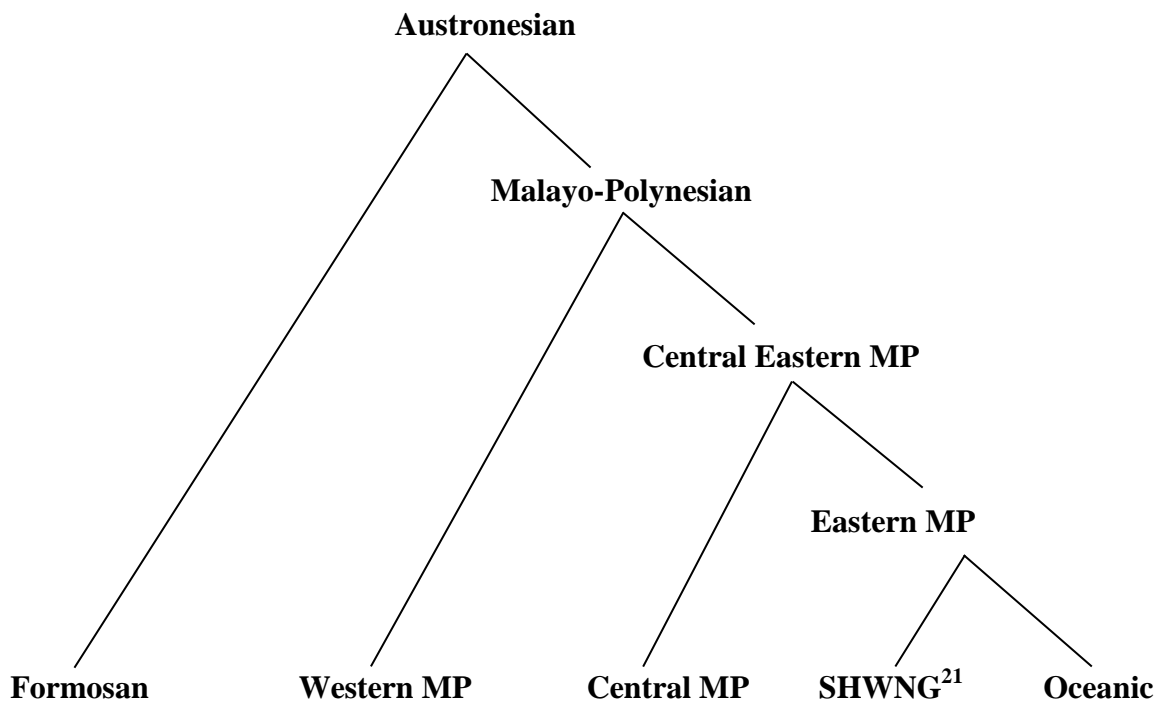 Austronesian
Malayo-Polynesian
Central Eastern MP
Eastern MP
Formosan Western MP Central MP SHWNG²¹ Oceanic